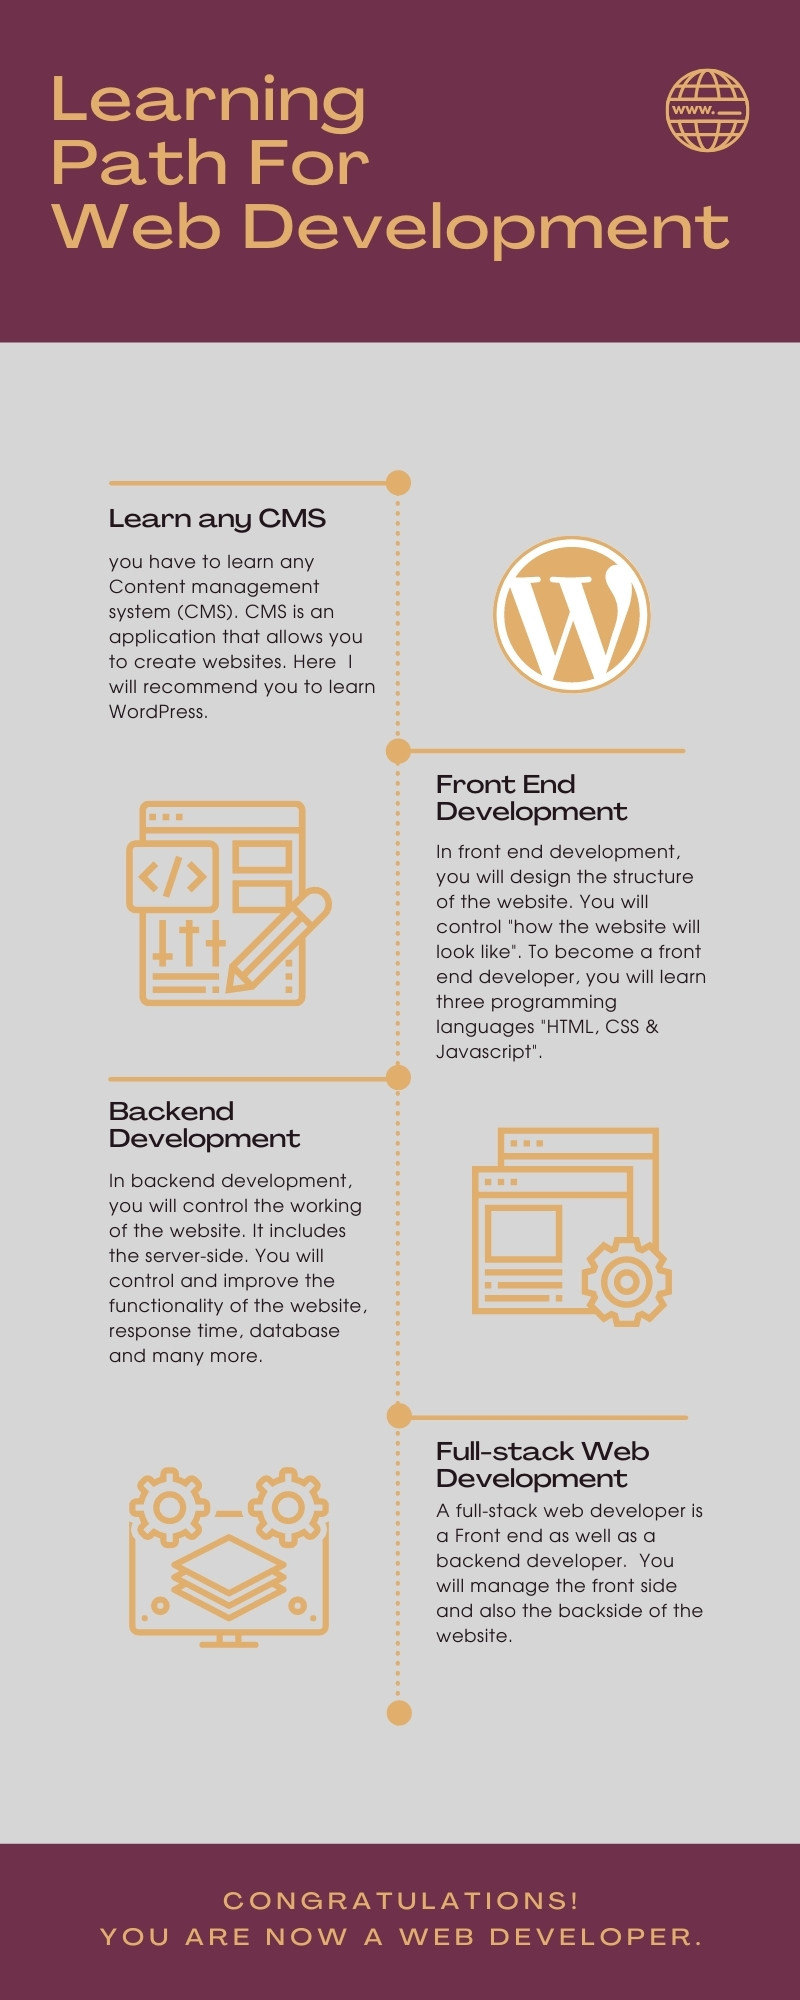 Learning
Path For
Web Development
www.
Learn any CMS
you have to learn any
Content management
system (CMS). CMS is an
application that allows you
to create websites. Here  I
will recommend you to learn
WordPress.
W
Front End
Development
In front end development,
you will design the structure
of the website. You will
control "how the website will
look like". To become a front
end developer, you will learn
three programming
languages "HTML, CSS &
Javascript".
</>
Backend
Development
In backend development,
you will control the working
of the website. It includes
the server-side. You will
control and improve the
functionality of the website,
response time, database
and many more.
Full-stack Web
Development
A full-stack web developer is
a Front end as well as a
backend developer.  You
will manage the front side
and also the backside of the
website.
CONGRATULATIONS!
YOU ARE NOW A WEB DEVELOPER.